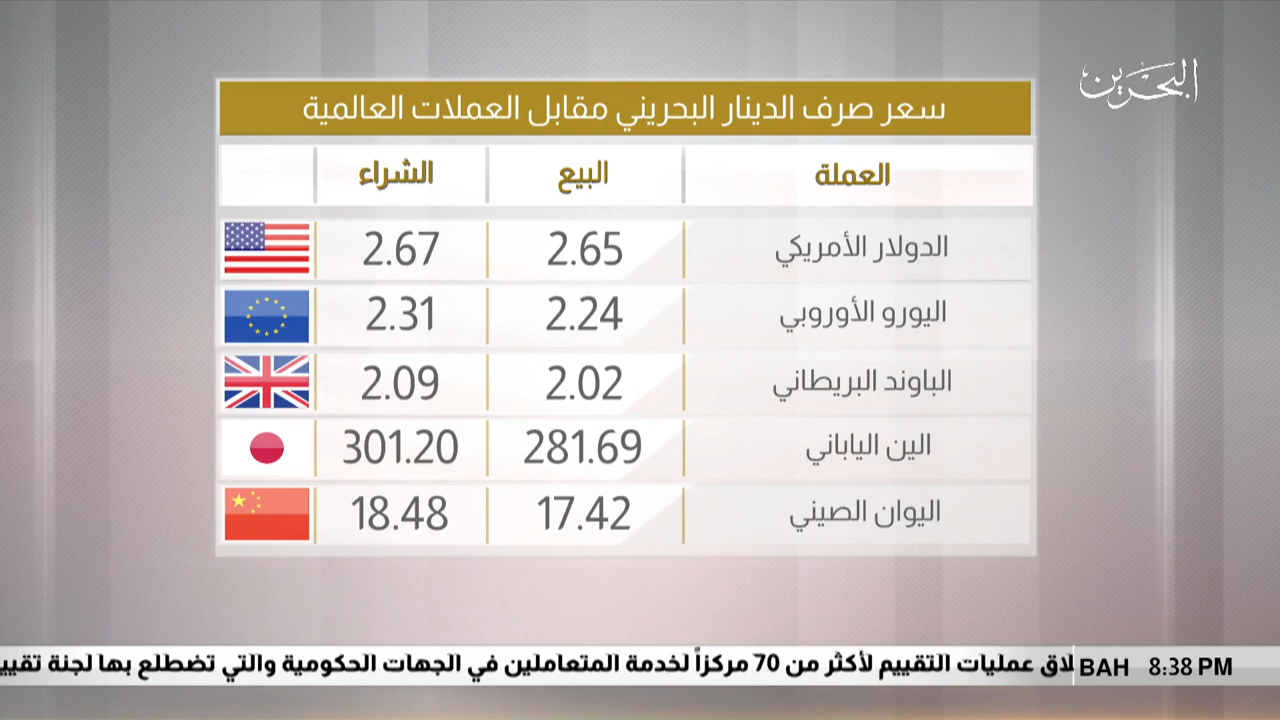 البحرين
سعر صرف الدينار البحريني مقابل العملات العالمية
العملة البيع الشراء
الدولار الأمريكي 2.65 2.67
اليورو الأوروبي 2.24 2.31
الباوند البريطاني 2.02 2.09
الين الياباني 281.69 301.20
اليوان الصيني 17.42 18.48
BAH 8:38 PM
لاق عمليات التقييم لأكثر من 70 مركزاً لخدمة المتعاملين في الجهات الحكومية والتي تضطلع بها لجنة تقيي